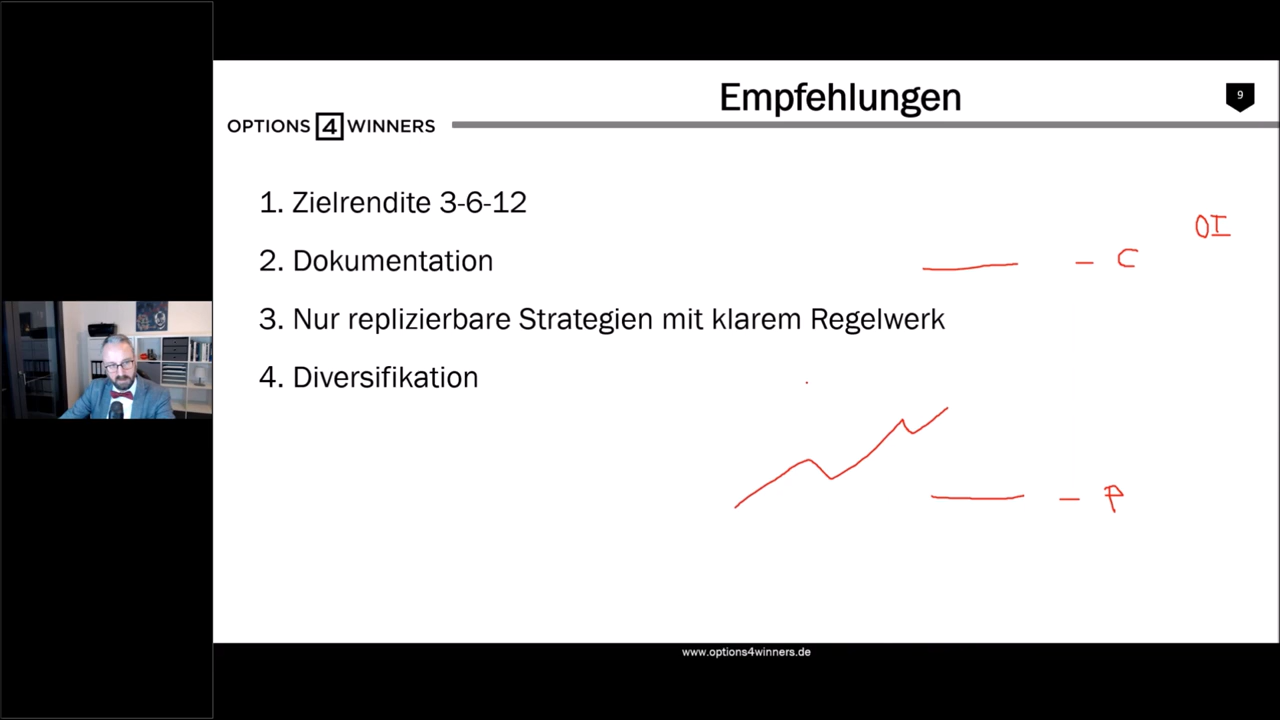 Empfehlungen
9
OPTIONS 4 WINNERS
1. Zielrendite 3-6-12
OI
2. Dokumentation
– C
3. Nur replizierbare Strategien mit klarem Regelwerk
4. Diversifikation
– P
www.options4winners.de